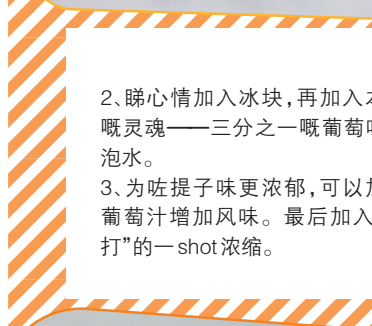 2、睇心情加入冰块，再加入
嘅灵魂——三分之一嘅葡萄
泡水。
3、为咗提子味更浓郁，可以
葡萄汁增加风味。最后加入
打”的一shot浓缩。